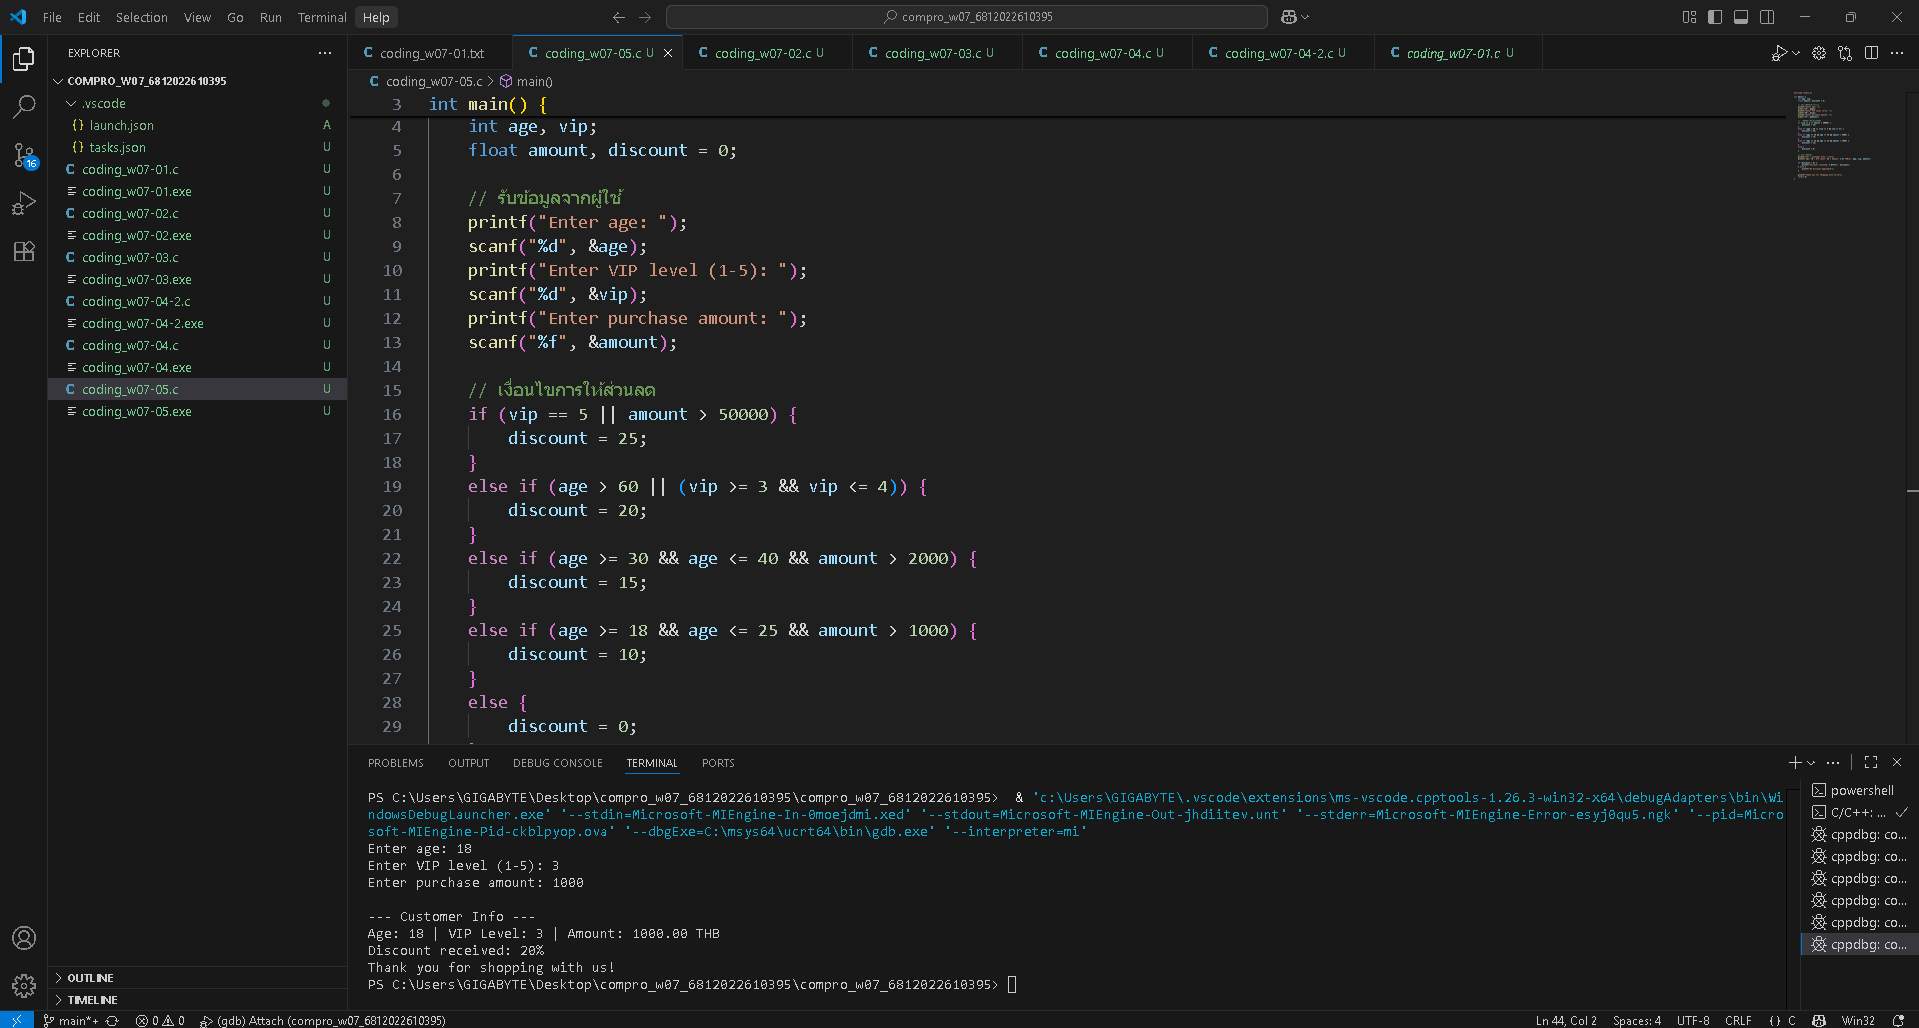 File Edit Selection View Go Run Terminal Help
compro_w07_6812022610395
EXPLORER
COMPRO_W07_6812022610395
.vscode
{} launch.json A
{} tasks.json U
C coding_w07-01.c U
coding_w07-01.exe U
C coding_w07-02.c U
coding_w07-02.exe U
C coding_w07-03.c U
coding_w07-03.exe U
C coding_w07-04-2.c U
coding_w07-04-2.exe U
C coding_w07-04.c U
coding_w07-04.exe U
C coding_w07-05.c U
coding_w07-05.exe U
16
OUTLINE
TIMELINE
C coding_w07-01.txt C coding_w07-05.c U C coding_w07-02.c U C coding_w07-03.c U C coding_w07-04.c U C coding_w07-04-2.c U C coding_w07-01.c U
C coding_w07-05.c > main()
3 int main() {
4 int age, vip;
5 float amount, discount = 0;
6
7 // รับข้อมูลจากผู้ใช้
8 printf("Enter age: ");
9 scanf("%d", &age);
10 printf("Enter VIP level (1-5): ");
11 scanf("%d", &vip);
12 printf("Enter purchase amount: ");
13 scanf("%f", &amount);
14
15 // เงื่อนไขการให้ส่วนลด
16 if (vip == 5 || amount > 50000) {
17 discount = 25;
18 }
19 else if (age > 60 || (vip >= 3 && vip <= 4)) {
20 discount = 20;
21 }
22 else if (age >= 30 && age <= 40 && amount > 2000) {
23 discount = 15;
24 }
25 else if (age >= 18 && age <= 25 && amount > 1000) {
26 discount = 10;
27 }
28 else {
29 discount = 0;
PROBLEMS OUTPUT DEBUG CONSOLE TERMINAL PORTS
PS C:\Users\GIGABYTE\Desktop\compro_w07_6812022610395\compro_w07_6812022610395> & 'c:\Users\GIGABYTE\.vscode\extensions\ms-vscode.cpptools-1.26.3-win32-x64\debugAdapters\bin\Wi
ndowsDebugLauncher.exe' '--stdin=Microsoft-MIEngine-In-0moejdmi.xed' '--stdout=Microsoft-MIEngine-Out-jhdiitev.unt' '--stderr=Microsoft-MIEngine-Error-esyj0qu5.ngk' '--pid=Micro
soft-MIEngine-Pid-ckblpyop.ova' '--dbgExe=C:\msys64\ucrt64\bin\gdb.exe' '--interpreter=mi'
Enter age: 18
Enter VIP level (1-5): 3
Enter purchase amount: 1000
--- Customer Info ---
Age: 18 | VIP Level: 3 | Amount: 1000.00 THB
Discount received: 20%
Thank you for shopping with us!
PS C:\Users\GIGABYTE\Desktop\compro_w07_6812022610395\compro_w07_6812022610395>
powershell
C/C++: ...
cppdbg: co...
cppdbg: co...
cppdbg: co...
cppdbg: co...
cppdbg: co...
cppdbg: co...
main*+ 0 0 (gdb) Attach (compro_w07_6812022610395) Ln 44, Col 2 Spaces: 4 UTF-8 CRLF {} C Win32